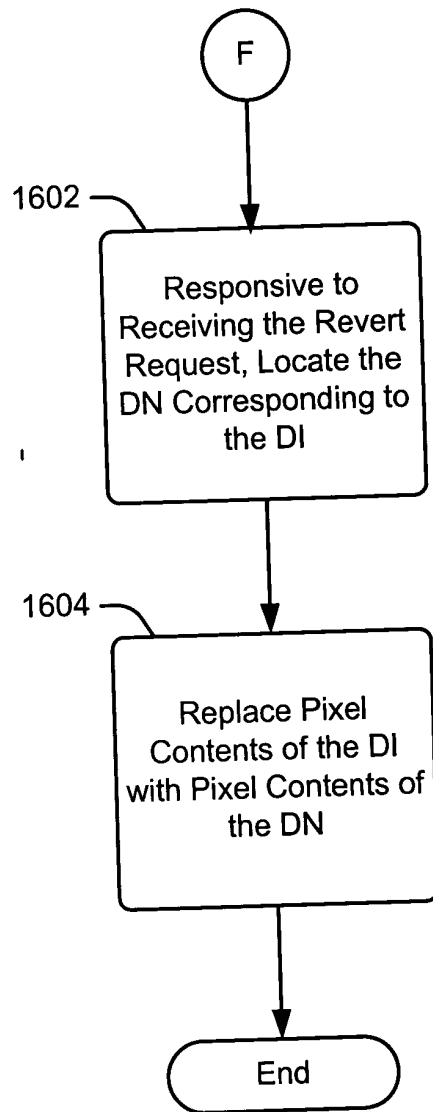 F
1602
Responsive to
Receiving the Revert
Request, Locate the
DN Corresponding to
the DI
1604
Replace Pixel
Contents of the DI
with Pixel Contents of
the DN
End